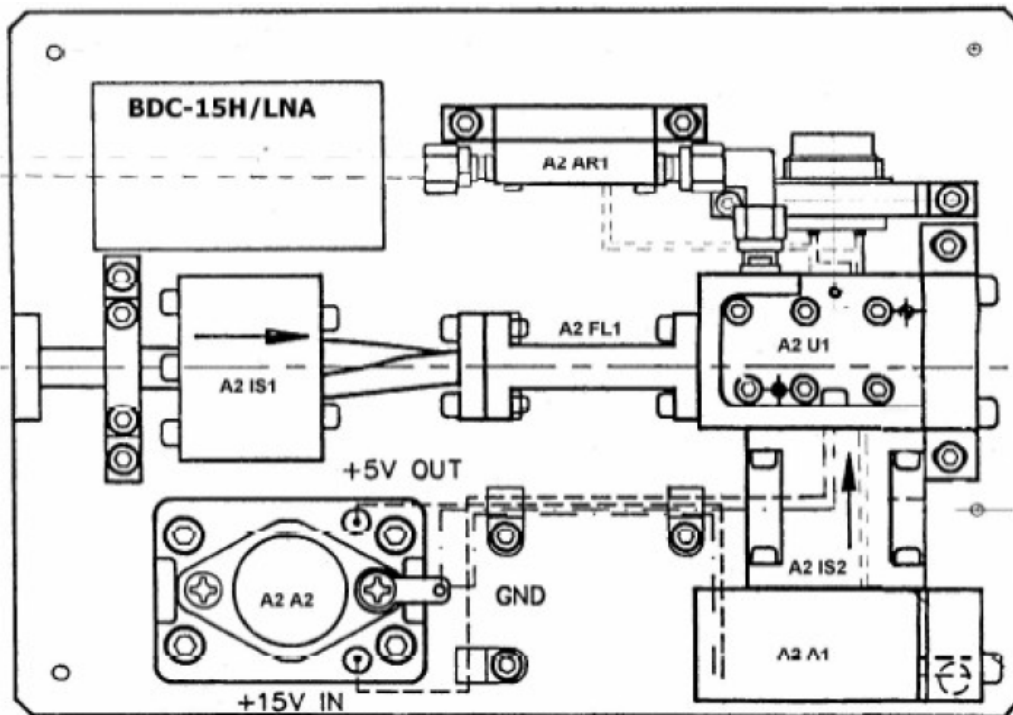 BDC-15H/LNA
A2 AR1
A2 FL1
A2 U1
A2 IS1
+5V OUT
A2 IS2
A2 A2
GND
A2 A1
+15V IN